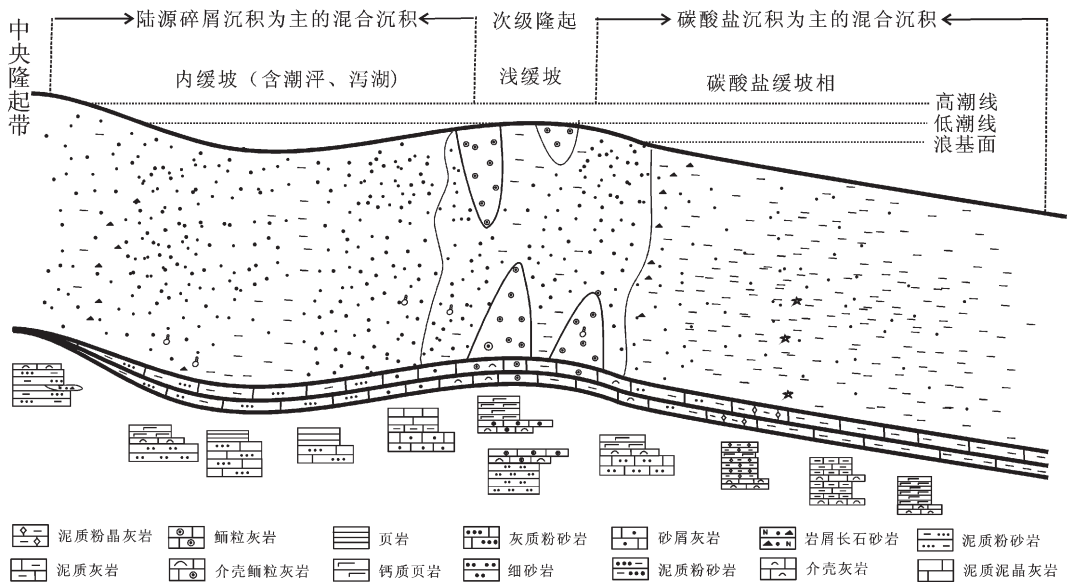 陆源碎屑沉积为主的混合沉积
次级隆起
碳酸盐沉积为主的混合沉积
中央隆起带
内缓坡（含潮坪、泻湖)
浅缓坡
碳酸盐缓坡相
高潮线
低潮线
浪基面
泥质粉晶灰岩
鲕粒灰岩
页岩
灰质粉砂岩
砂屑灰岩
N
N
岩屑长石砂岩
泥质粉砂岩
泥质灰岩
介壳鲕粒灰岩
钙质页岩
细砂岩
泥质粉砂岩
介壳灰岩
泥质泥晶灰岩